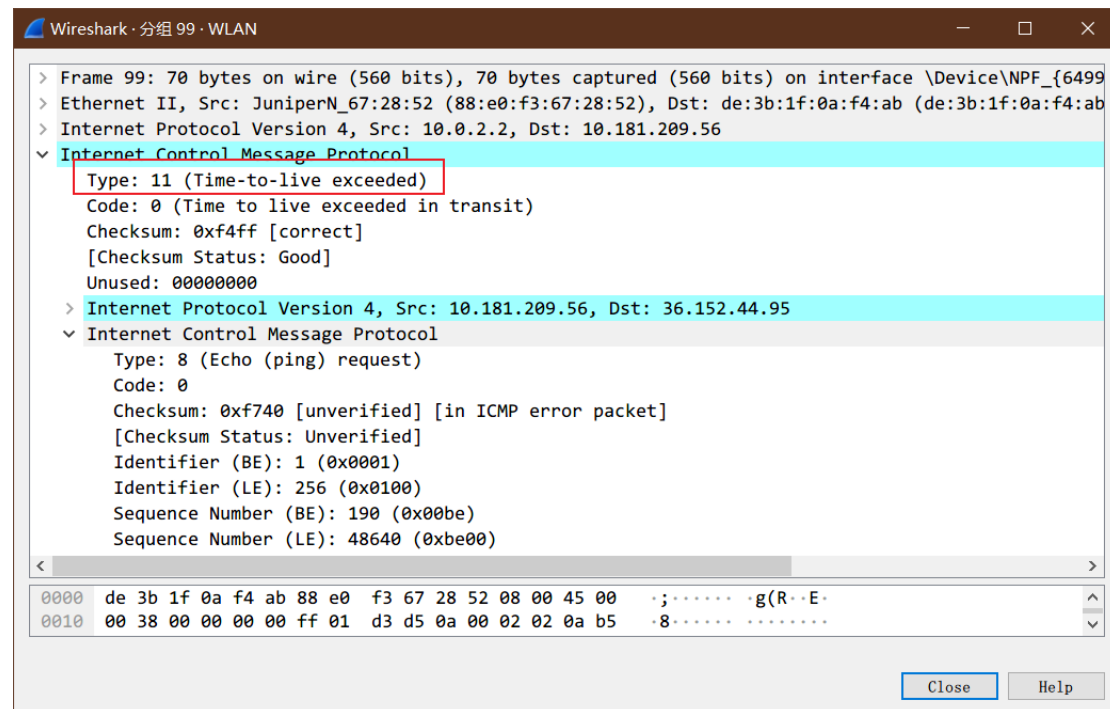 Wireshark · 分组 99 · WLAN
Frame 99: 70 bytes on wire (560 bits), 70 bytes captured (560 bits) on interface \Device\NPF_{6499
Ethernet II, Src: JuniperN_67:28:52 (88:e0:f3:67:28:52), Dst: de:3b:1f:0a:f4:ab (de:3b:1f:0a:f4:ab
Internet Protocol Version 4, Src: 10.0.2.2, Dst: 10.181.209.56
Internet Control Message Protocol
Type: 11 (Time-to-live exceeded)
Code: 0 (Time to live exceeded in transit)
Checksum: 0xf4ff [correct]
[Checksum Status: Good]
Unused: 00000000
Internet Protocol Version 4, Src: 10.181.209.56, Dst: 36.152.44.95
Internet Control Message Protocol
Type: 8 (Echo (ping) request)
Code: 0
Checksum: 0xf740 [unverified] [in ICMP error packet]
[Checksum Status: Unverified]
Identifier (BE): 1 (0x0001)
Identifier (LE): 256 (0x0100)
Sequence Number (BE): 190 (0x00be)
Sequence Number (LE): 48640 (0xbe00)
0000 de 3b 1f 0a f4 ab 88 e0 f3 67 28 52 08 00 45 00 ·;······ ·g(R··E·
0010 00 38 00 00 00 00 ff 01 d3 d5 0a 00 02 02 0a b5 ·8······ ········
Close Help